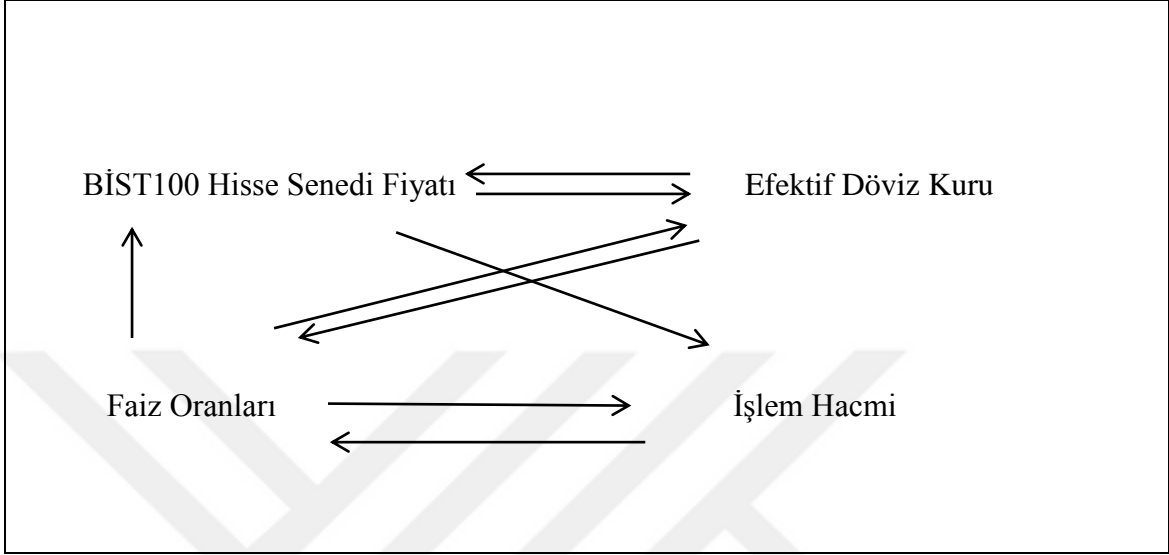 BİST100 Hisse Senedi Fiyatı Efektif Döviz Kuru
Faiz Oranları İşlem Hacmi